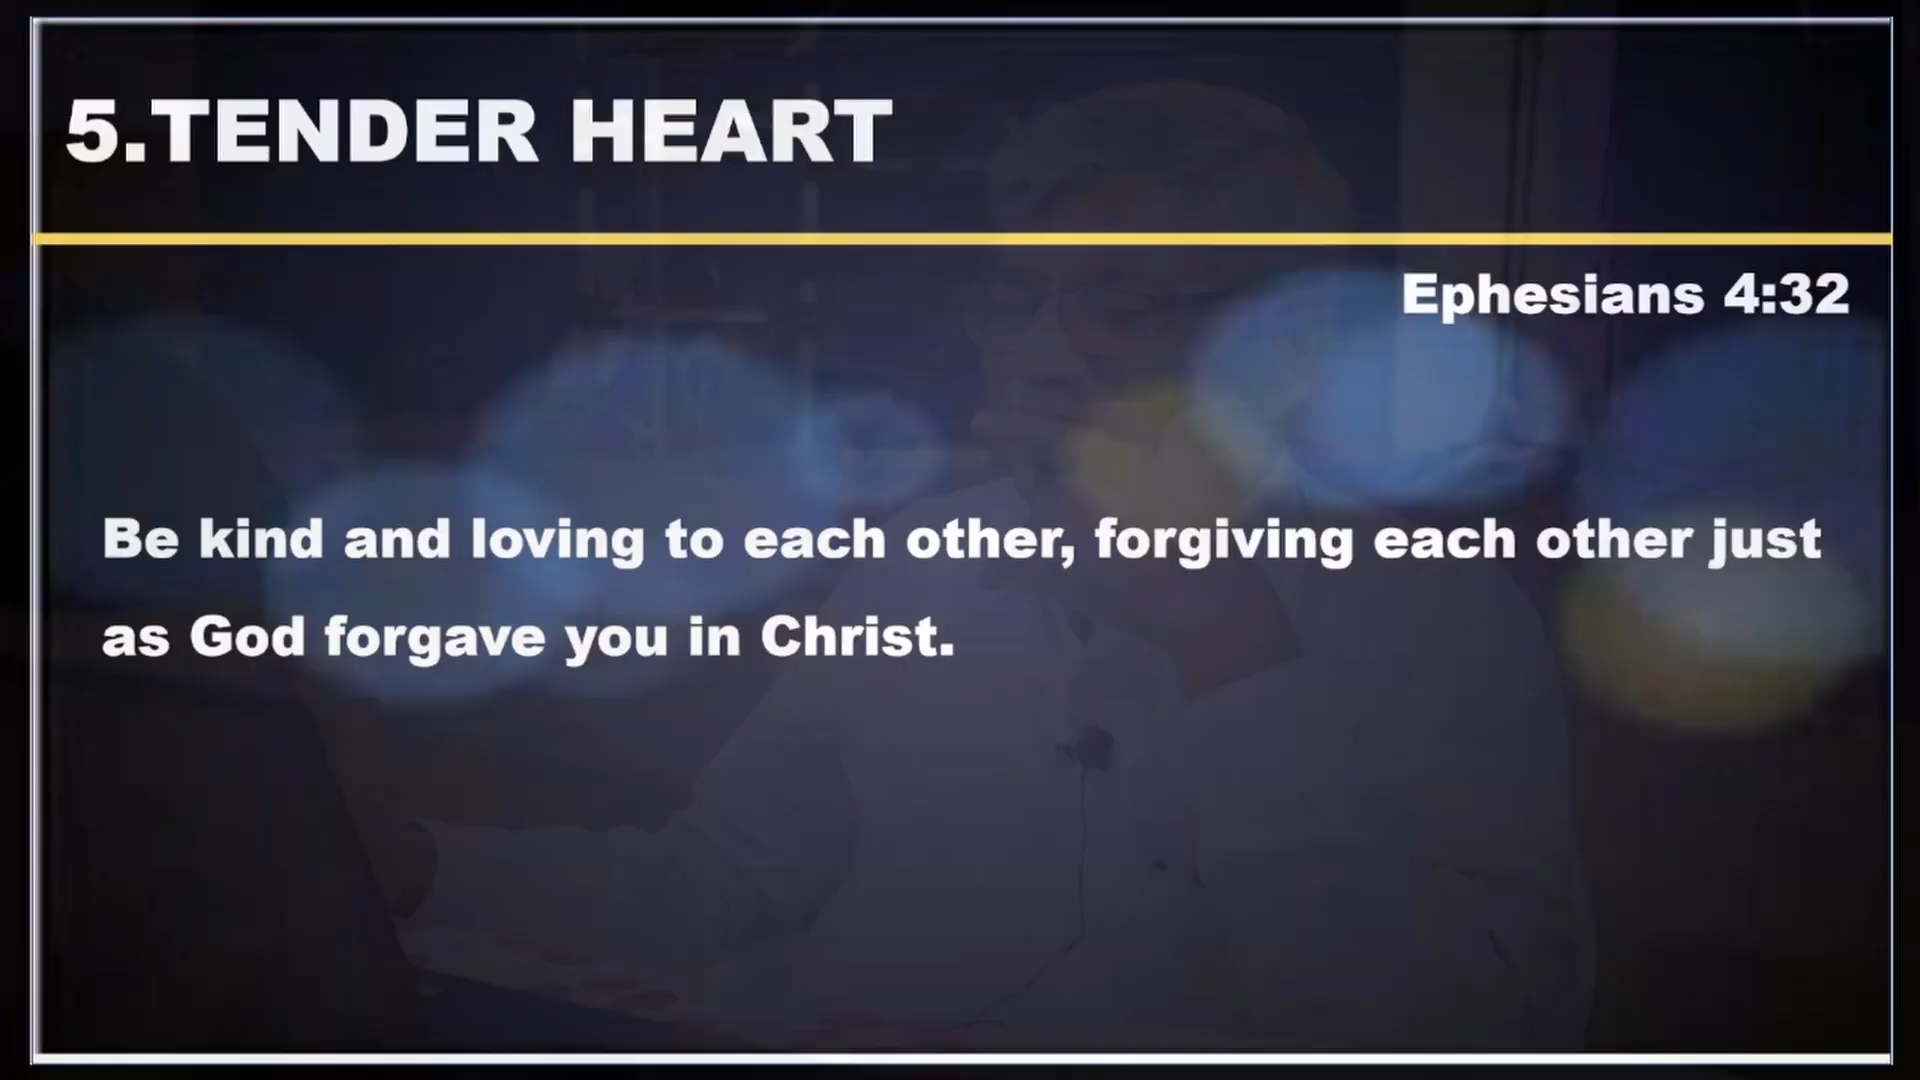 5.TENDER HEART
Ephesians 4:32
Be kind and loving to each other, forgiving each other just
as God forgave you in Christ.